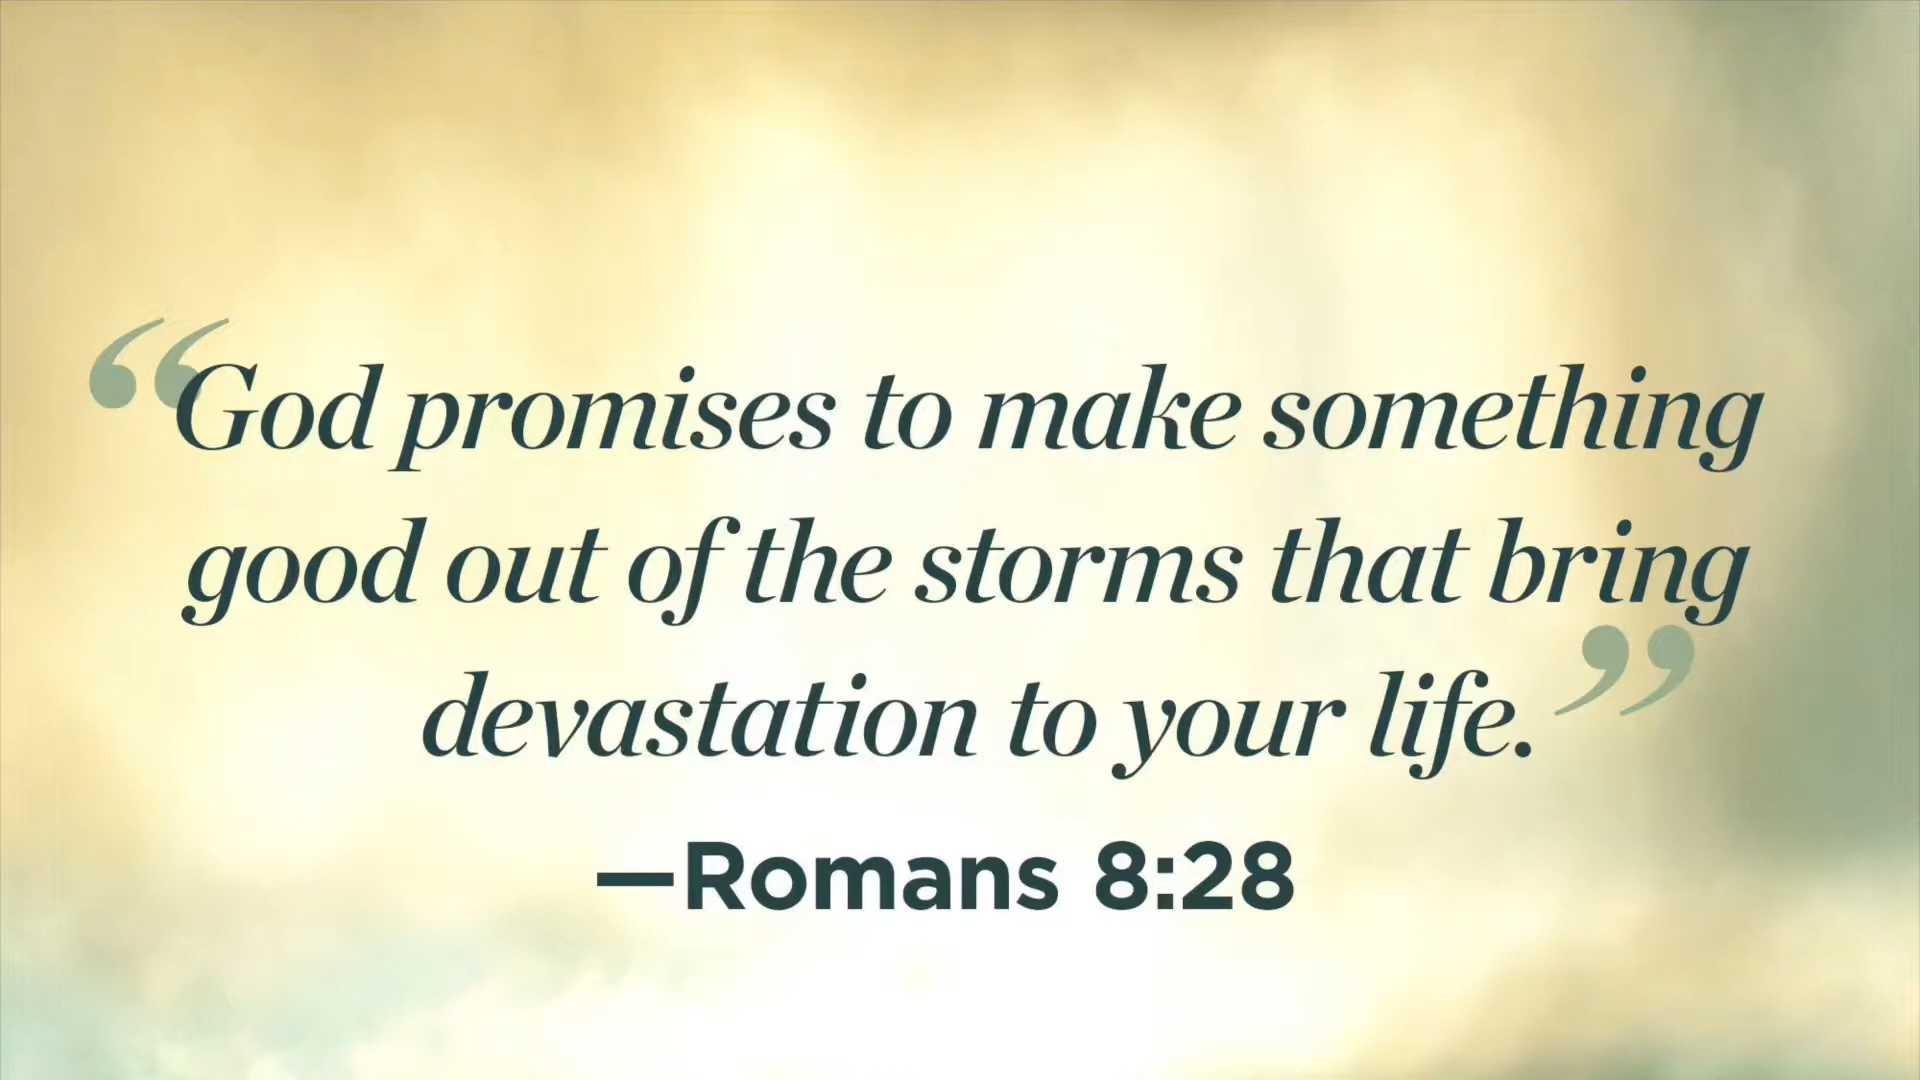 “God promises to make something
good out of the storms that bring
devastation to your life.”
—Romans 8:28